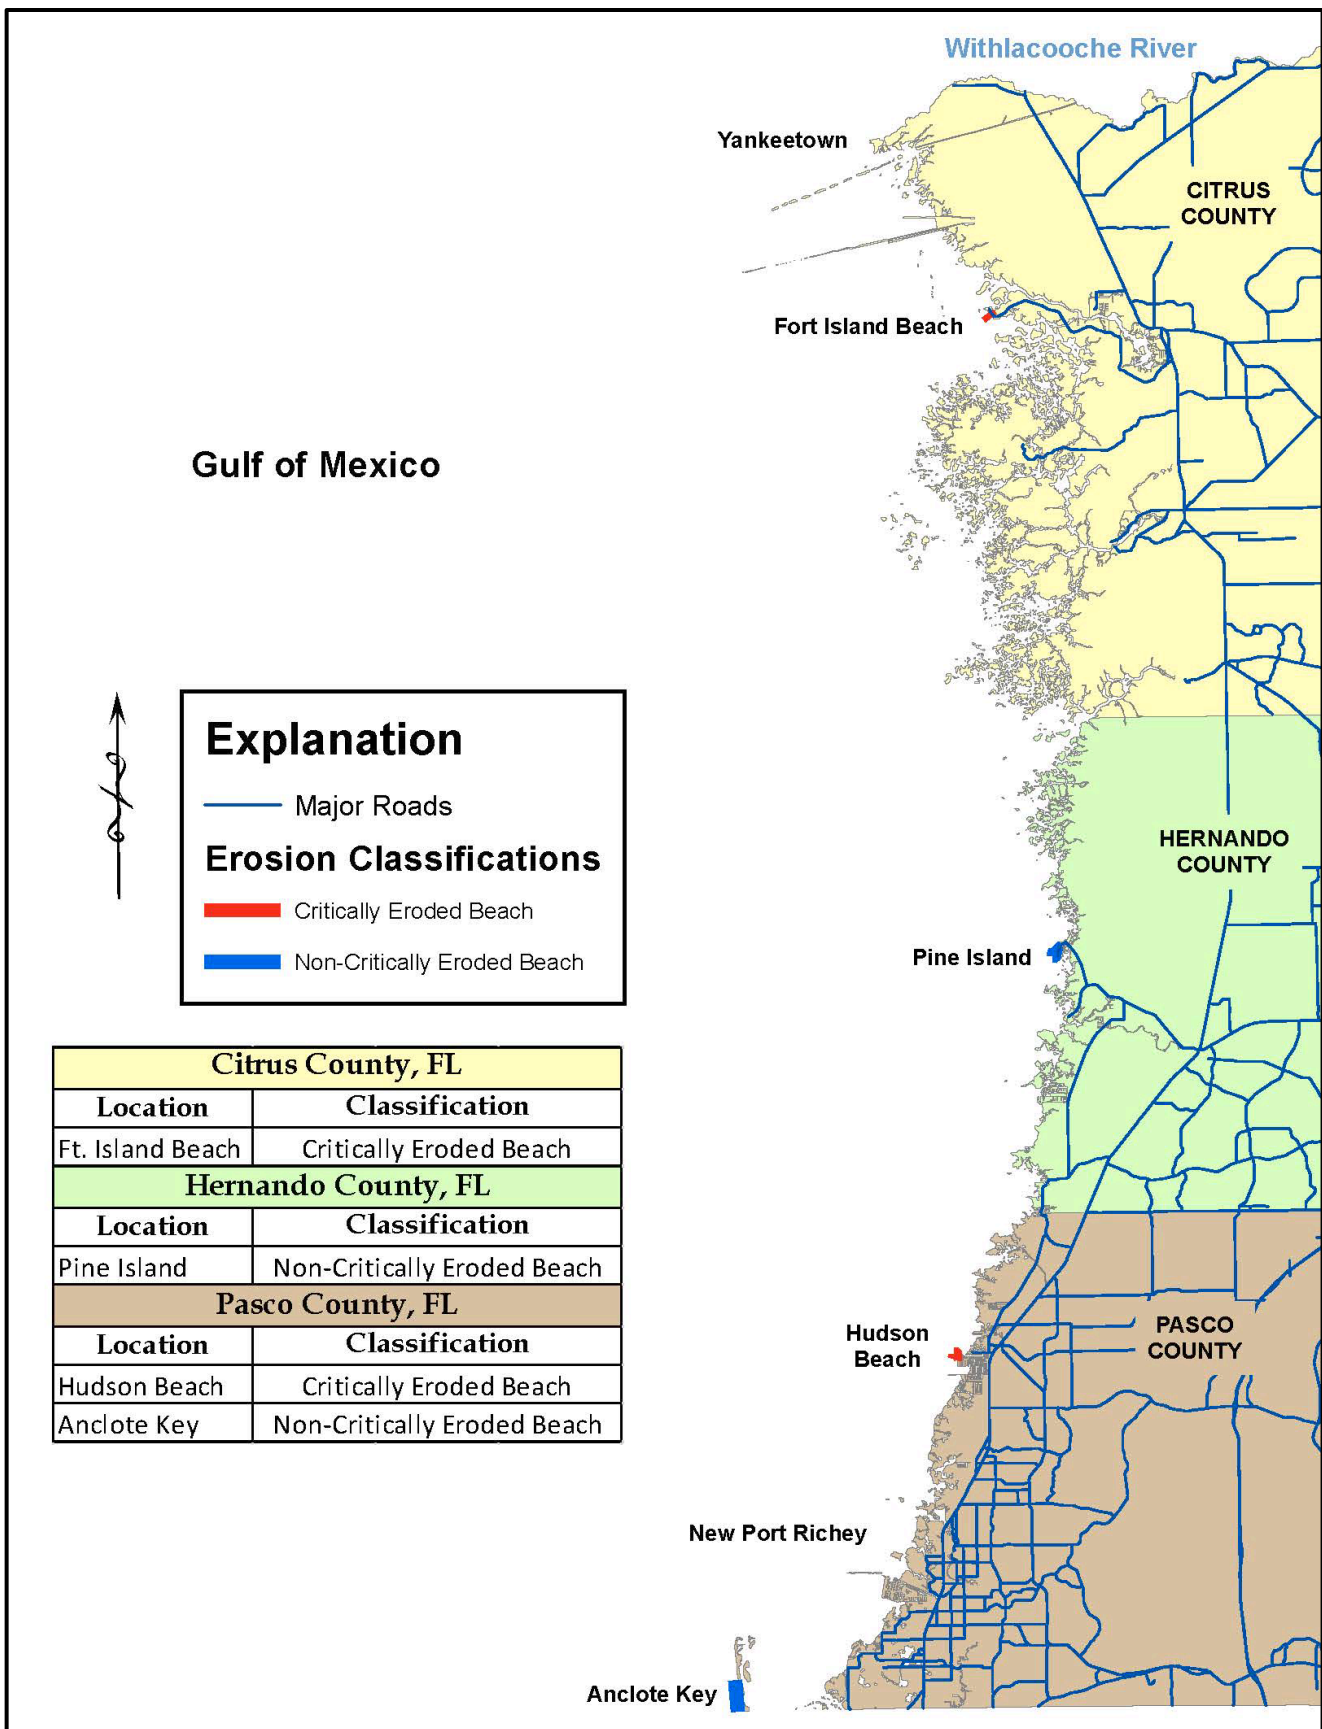 Withlacooche River
Yankeetown
CITRUS
COUNTY
Fort Island Beach
Gulf of Mexico
Explanation
Major Roads
Erosion Classifications
Critically Eroded Beach
Non-Critically Eroded Beach
HERNANDO
COUNTY
Pine Island
Citrus County, FL
Location Classification
Ft. Island Beach Critically Eroded Beach
Hernando County, FL
Location Classification
Pine Island Non-Critically Eroded Beach
Pasco County, FL
Location Classification
Hudson Beach Critically Eroded Beach
Anclote Key Non-Critically Eroded Beach
Hudson
Beach
PASCO
COUNTY
New Port Richey
Anclote Key